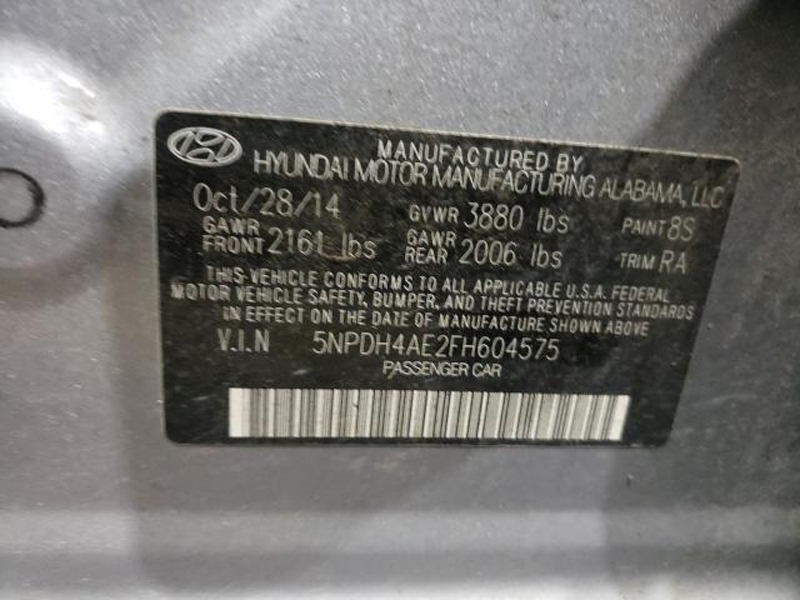 MANUFACTURED BY
HYUNDAI MOTOR MANUFACTURING ALABAMA, LLC
Oct/28/14 GVWR 3880 lbs PAINT 8S
GAWR FRONT 2161 lbs GAWR REAR 2006 lbs TRIM RA
THIS VEHICLE CONFORMS TO ALL APPLICABLE U.S.A. FEDERAL
MOTOR VEHICLE SAFETY, BUMPER, AND THEFT PREVENTION STANDARDS
IN EFFECT ON THE DATE OF MANUFACTURE SHOWN ABOVE
V.I.N 5NPDH4AE2FH604575
PASSENGER CAR